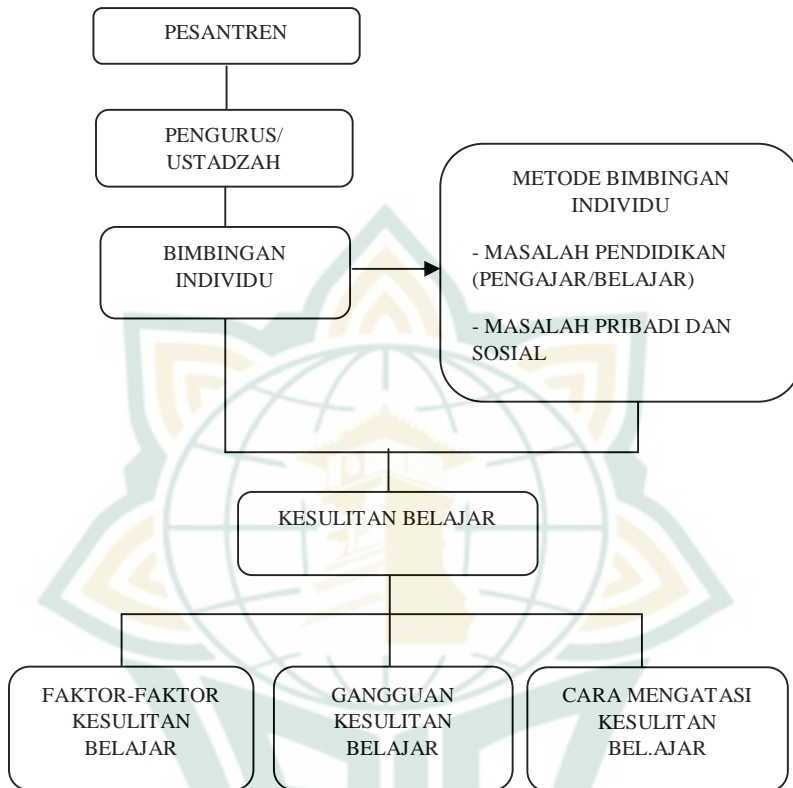 PESANTREN
PENGURUS/
USTADZAH
BIMBINGAN
INDIVIDU
METODE BIMBINGAN
INDIVIDU
- MASALAH PENDIDIKAN
(PENGAJAR/BELAJAR)
- MASALAH PRIBADI DAN
SOSIAL
KESULITAN BELAJAR
FAKTOR-FAKTOR
KESULITAN
BELAJAR
GANGGUAN
KESULITAN
BELAJAR
CARA MENGATASI
KESULITAN
BEL.AJAR